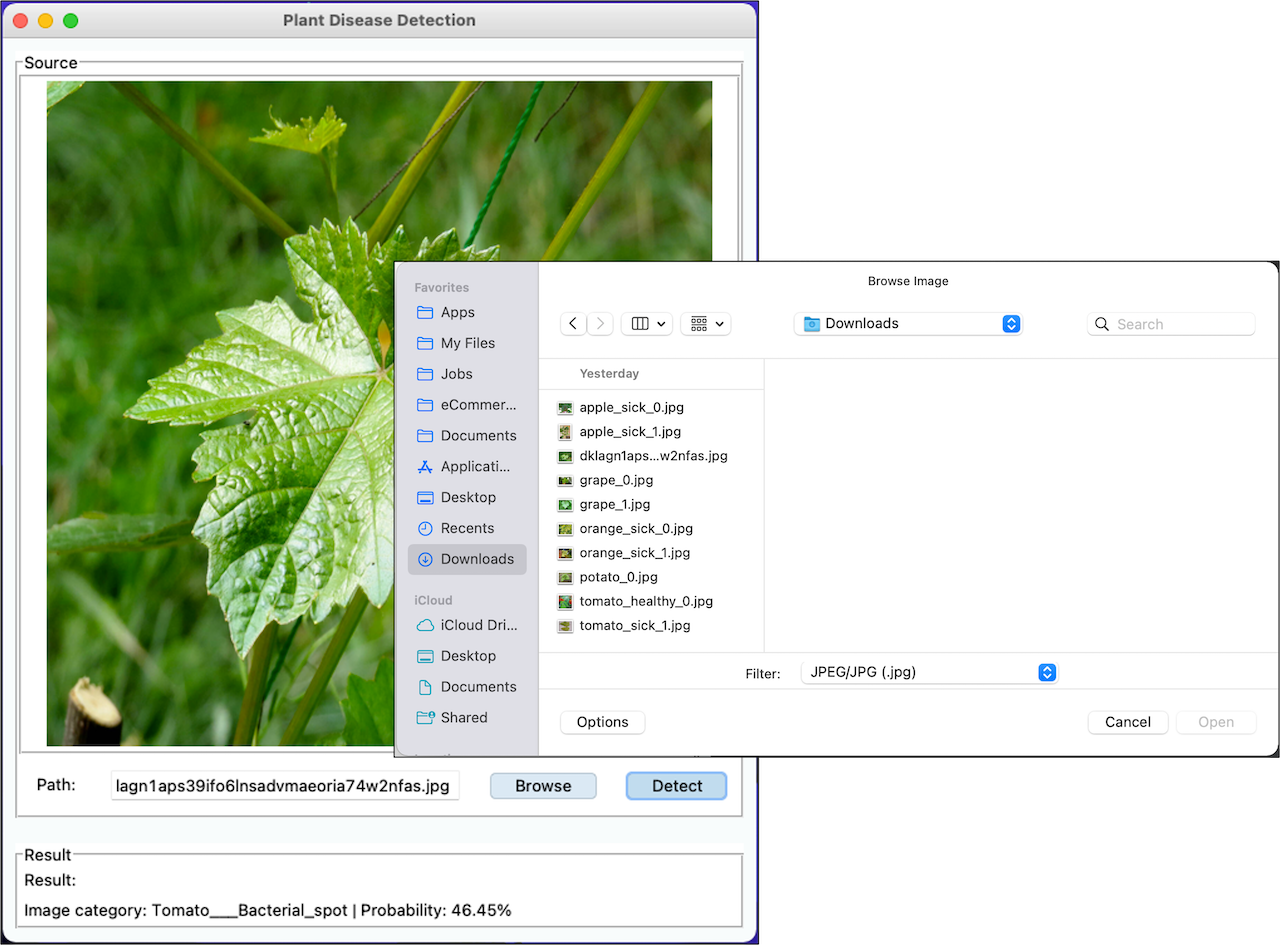 Plant Disease Detection
Source
Browse Image
Favorites
Apps
My Files
Jobs
eCommer...
Documents
Applicati...
Desktop
Recents
Downloads
iCloud
iCloud Dri...
Desktop
Documents
Shared
Downloads
Search
Yesterday
apple_sick_0.jpg
apple_sick_1.jpg
dklagn1aps...w2nfas.jpg
grape_0.jpg
grape_1.jpg
orange_sick_0.jpg
orange_sick_1.jpg
potato_0.jpg
tomato_healthy_0.jpg
tomato_sick_1.jpg
Filter: JPEG/JPG (.jpg)
Options Cancel Open
Path: lagn1aps39ifo6lnsadvmaeoria74w2nfas.jpg Browse Detect
Result
Result:
Image category: Tomato___Bacterial_spot | Probability: 46.45%